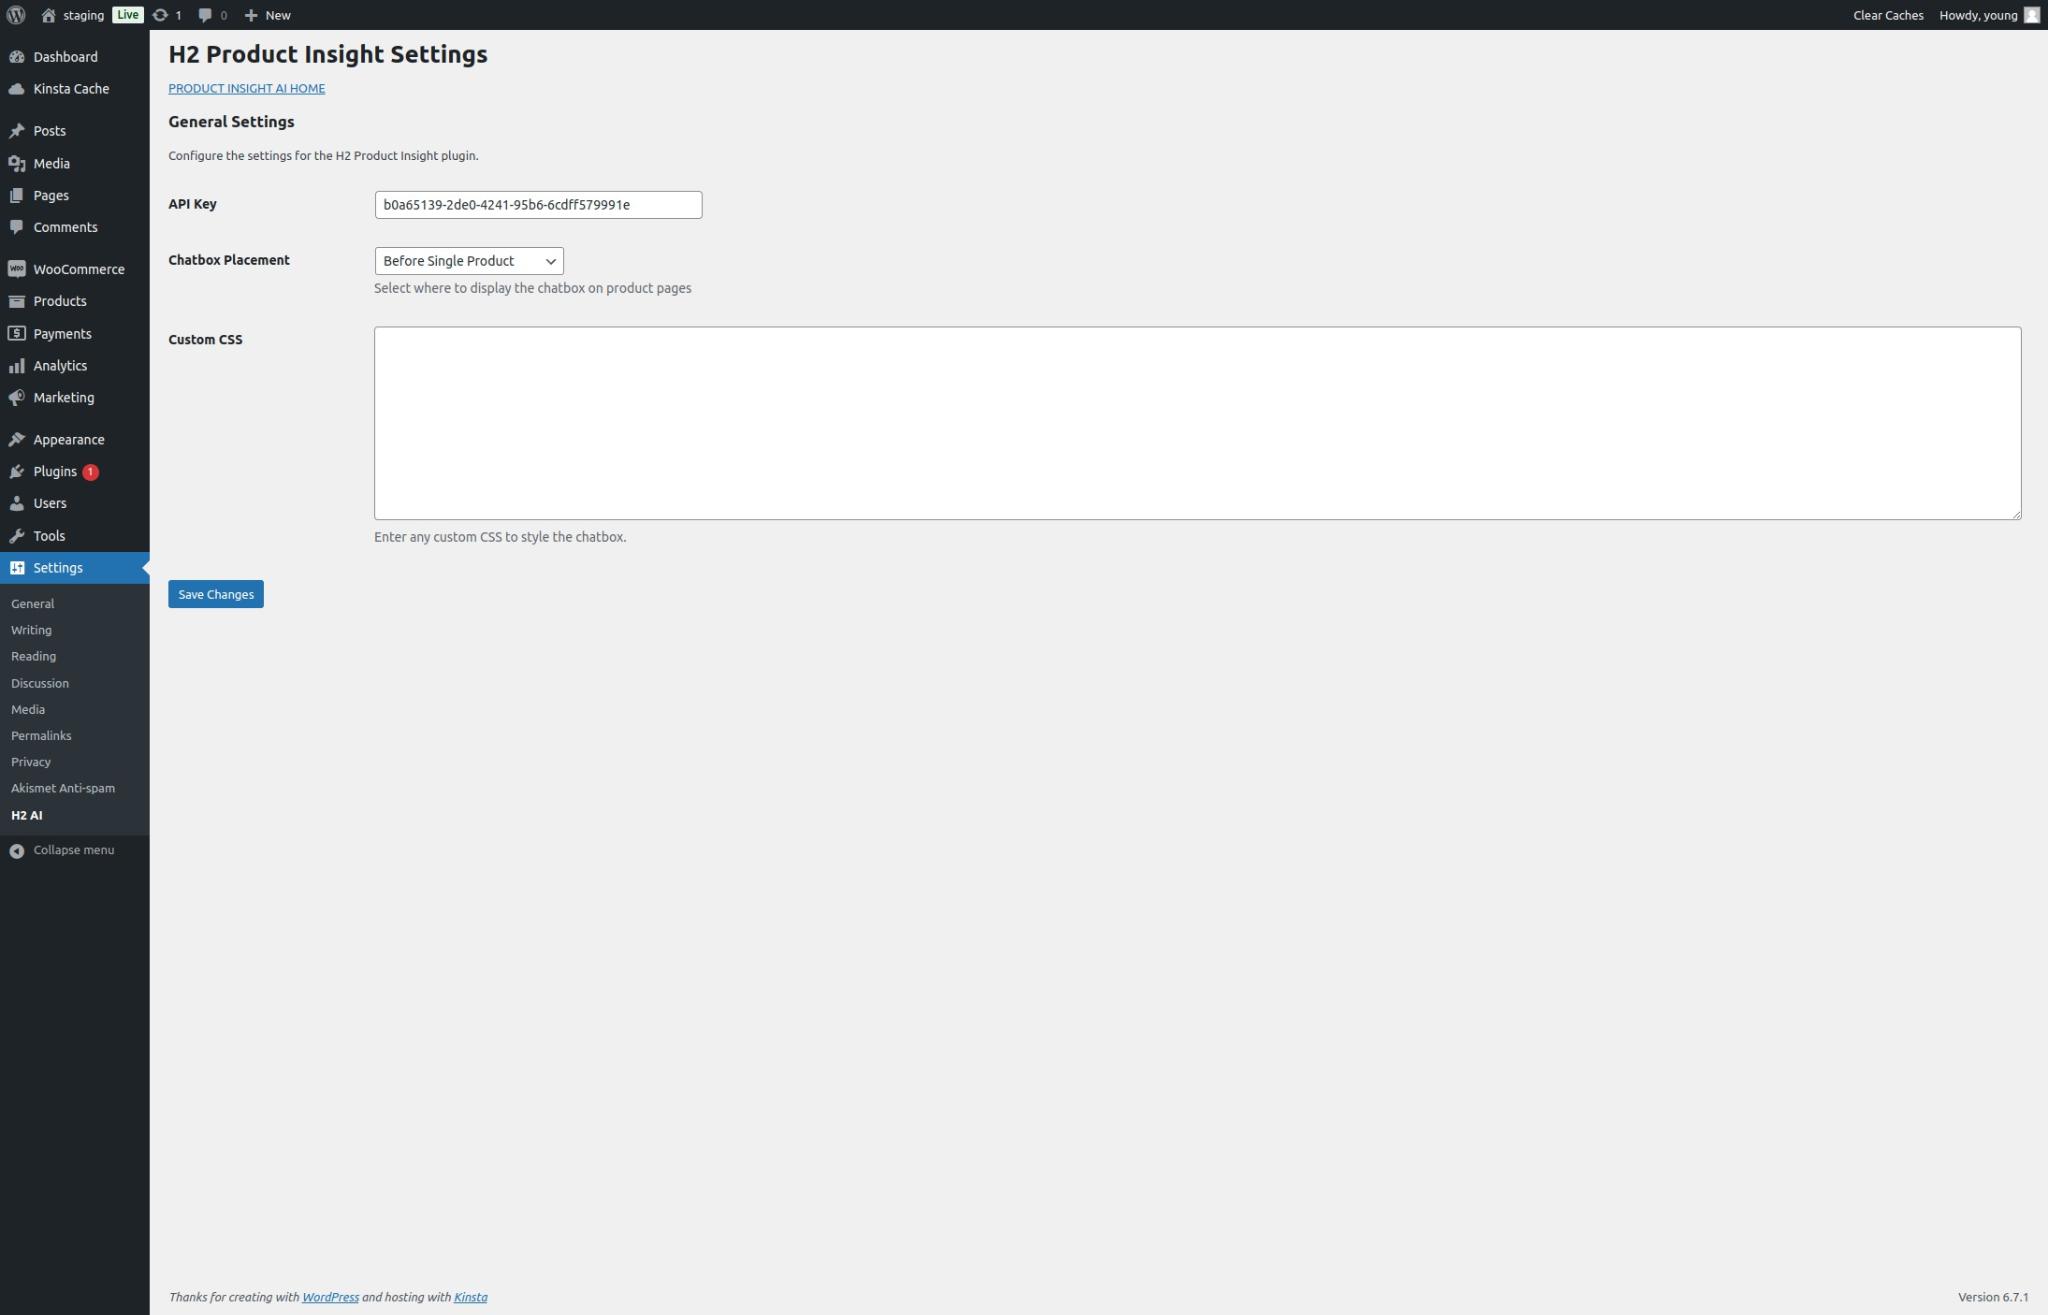 staging Live 1 0 New Clear Caches Howdy, young
Dashboard
Kinsta Cache
Posts
Media
Pages
Comments
WooCommerce
Products
Payments
Analytics
Marketing
Appearance
Plugins 1
Users
Tools
Settings
General
Writing
Reading
Discussion
Media
Permalinks
Privacy
Akismet Anti-spam
H2 AI
Collapse menu
H2 Product Insight Settings
PRODUCT INSIGHT AI HOME
General Settings
Configure the settings for the H2 Product Insight plugin.
API Key b0a65139-2de0-4241-95b6-6cdff579991e
Chatbox Placement Before Single Product
Select where to display the chatbox on product pages
Custom CSS
Enter any custom CSS to style the chatbox.
Save Changes
Thanks for creating with WordPress and hosting with Kinsta Version 6.7.1